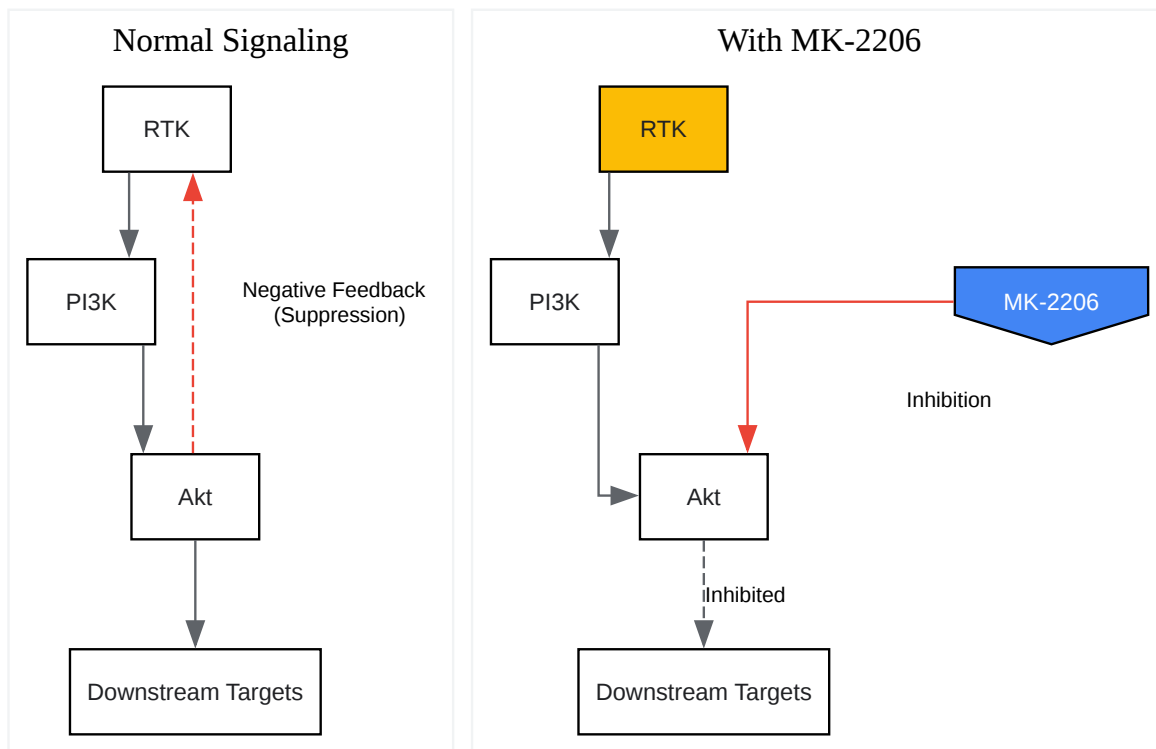 Normal Signaling
RTK
PI3K
Negative Feedback
(Suppression)
Akt
Downstream Targets
With MK-2206
RTK
PI3K
MK-2206
Inhibition
Akt
Inhibited
Downstream Targets